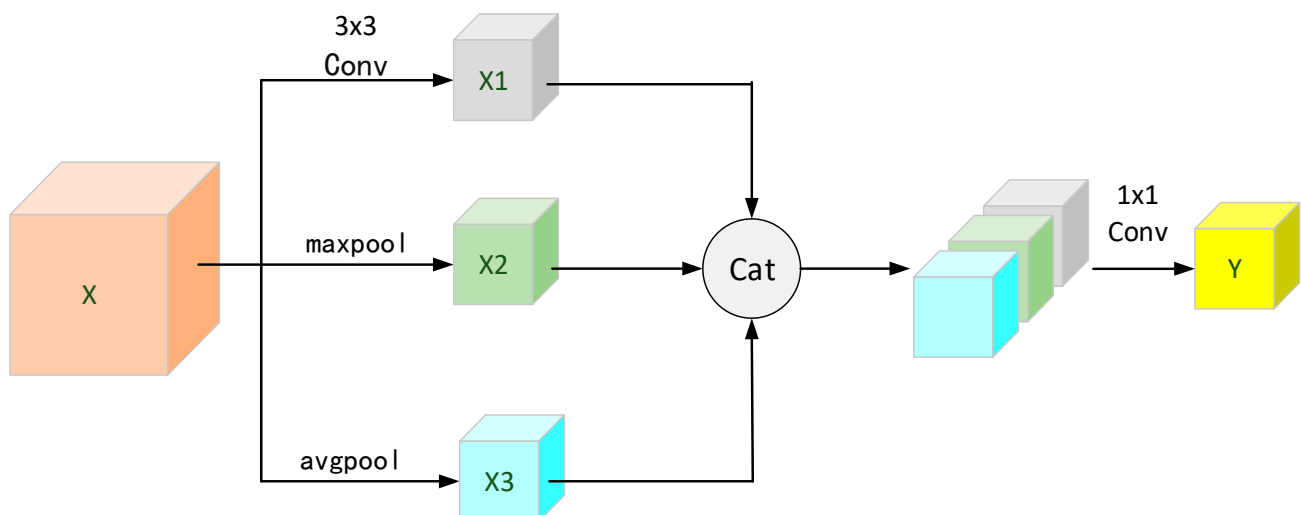 3x3
Conv
X1
X
maxpool
X2
Cat
1x1
Conv
Y
avgpool
X3